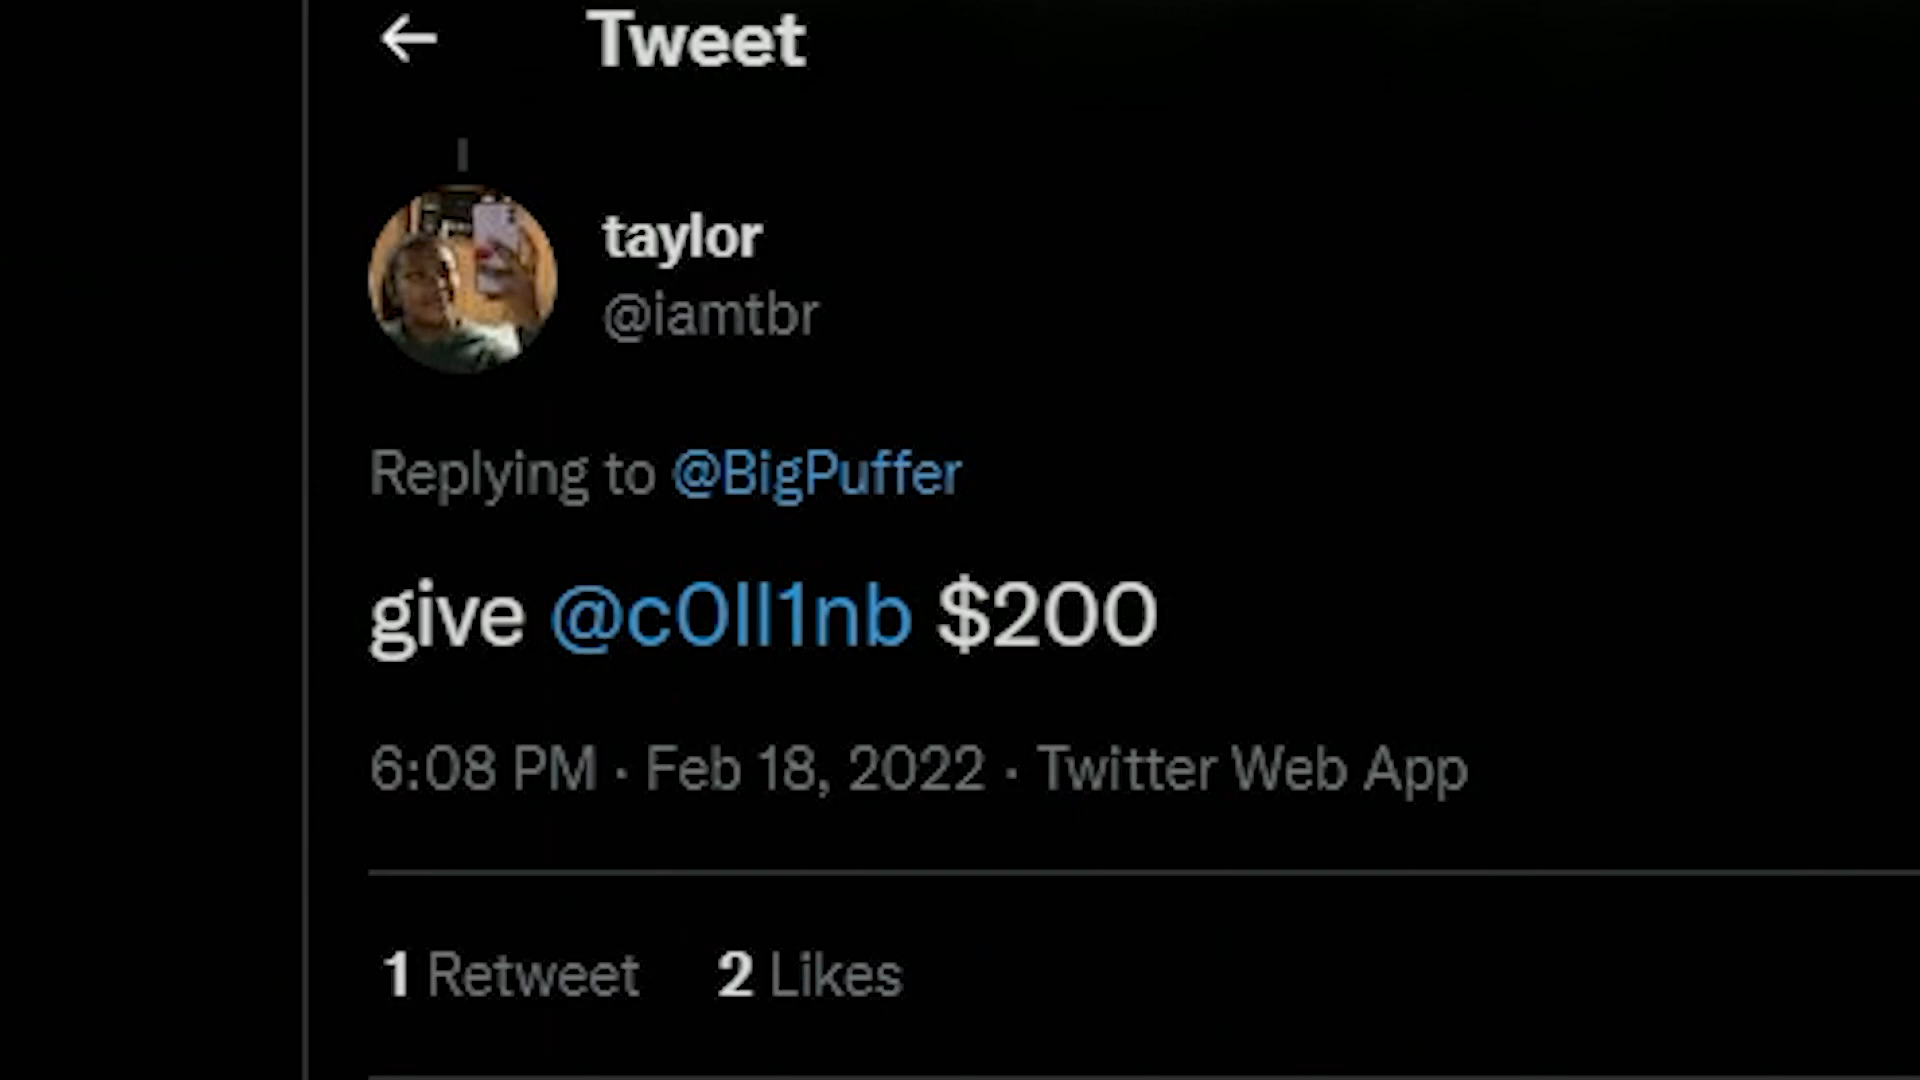 Tweet
taylor
@iamtbr
Replying to @BigPuffer
give @c0ll1nb $200
6:08 PM · Feb 18, 2022 · Twitter Web App
1 Retweet 2 Likes